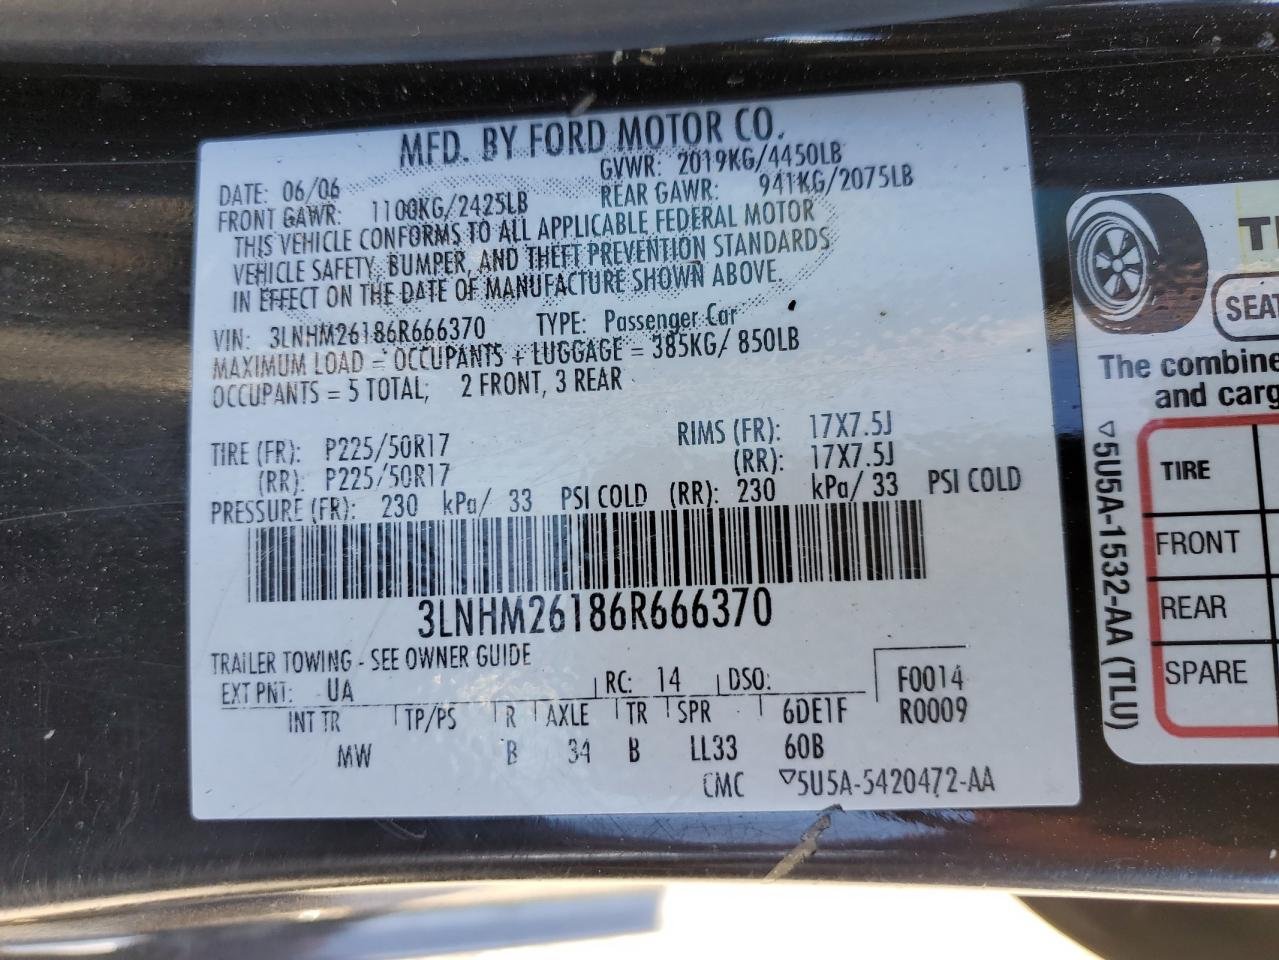 MFD. BY FORD MOTOR CO.
DATE: 06/06 GVWR: 2019KG/4450LB
FRONT GAWR: 1100KG/2425LB REAR GAWR: 941KG/2075LB
THIS VEHICLE CONFORMS TO ALL APPLICABLE FEDERAL MOTOR
VEHICLE SAFETY, BUMPER, AND THEFT PREVENTION STANDARDS
IN EFFECT ON THE DATE OF MANUFACTURE SHOWN ABOVE.
VIN: 3LNHM26186R666370 TYPE: Passenger Car
MAXIMUM LOAD = OCCUPANTS + LUGGAGE = 385KG/ 850LB
OCCUPANTS = 5 TOTAL; 2 FRONT, 3 REAR
TIRE (FR): P225/50R17 RIMS (FR): 17X7.5J
(RR): P225/50R17 (RR): 17X7.5J
PRESSURE (FR): 230 kPa/ 33 PSI COLD (RR): 230 kPa/ 33 PSI COLD
3LNHM26186R666370
TRAILER TOWING - SEE OWNER GUIDE
EXT PNT: UA RC: 14 DSO: F0014
INT TR TP/PS R AXLE TR SPR 6DE1F R0009
MW B 34 B LL33 60B
CMC ▽5U5A-5420472-AA
SEAT
The combine
and carg
TIRE
FRONT
REAR
SPARE
▽5U5A-1532-AA (TLU)